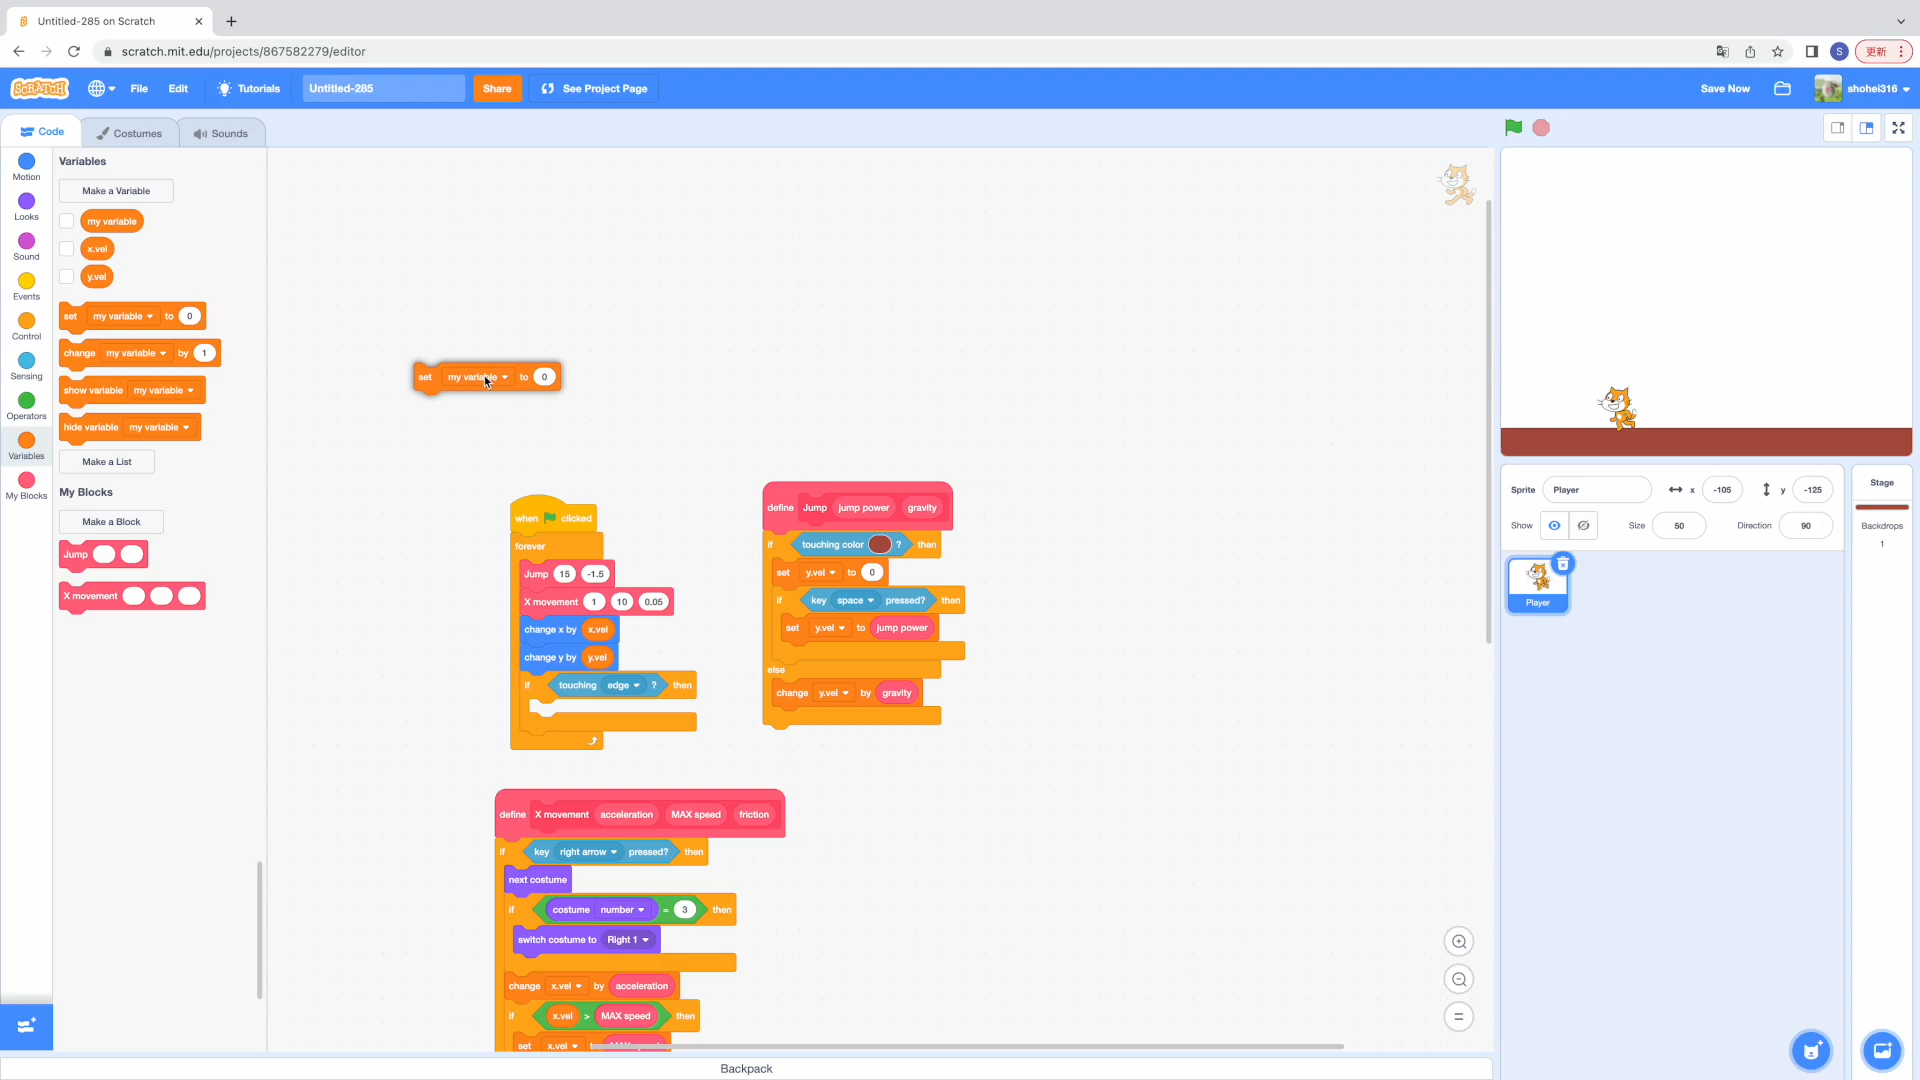 Untitled-285 on Scratch
scratch.mit.edu/projects/867582279/editor
S
更新
SCRATCH
File
Edit
Tutorials
Untitled-285
Share
See Project Page
Save Now
shohei316
Code
Costumes
Sounds
Motion
Looks
Sound
Events
Control
Sensing
Operators
Variables
My Blocks
Variables
Make a Variable
my variable
x.vel
y.vel
set my variable to 0
change my variable by 1
show variable my variable
hide variable my variable
Make a List
My Blocks
Make a Block
Jump
X movement
set my variable to 0
when clicked
forever
Jump 15 -1.5
X movement 1 10 0.05
change x by x.vel
change y by y.vel
if touching edge ? then
define Jump jump power gravity
if touching color ? then
set y.vel to 0
if key space pressed? then
set y.vel to jump power
else
change y.vel by gravity
define X movement acceleration MAX speed friction
if key right arrow pressed? then
next costume
if costume number = 3 then
switch costume to Right 1
change x.vel by acceleration
if x.vel > MAX speed then
set x.vel
Backpack
Sprite Player x -105 y -125
Show Size 50 Direction 90
Player
Stage
Backdrops
1